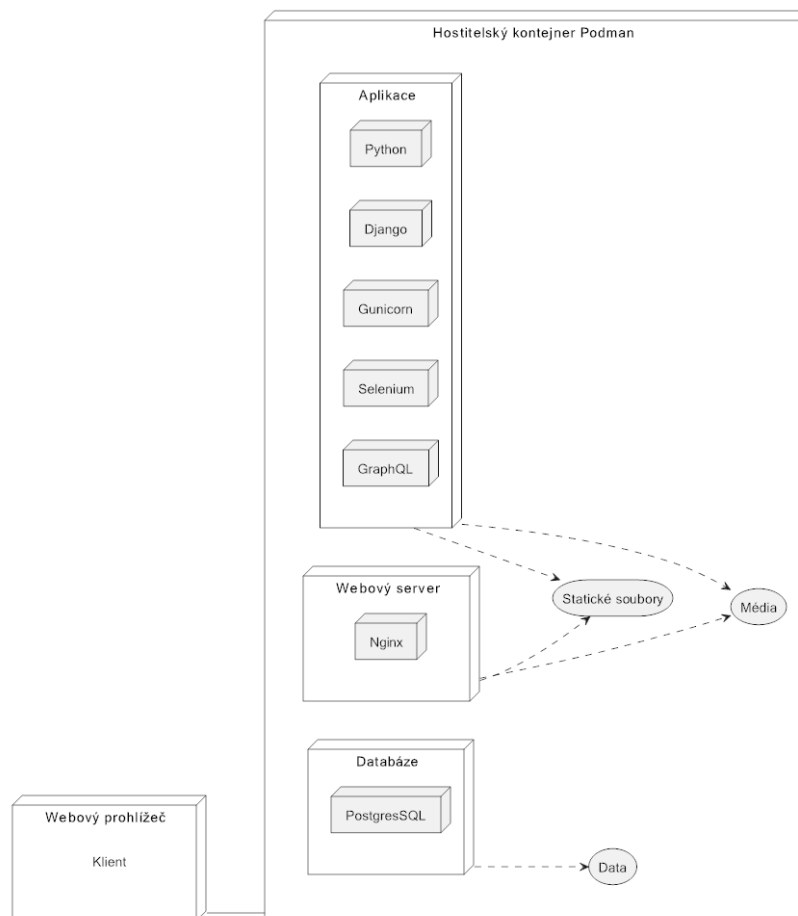 Hostitelský kontejner Podman
Aplikace
Python
Django
Gunicorn
Selenium
GraphQL
Webový server
Nginx
Statické soubory
Média
Databáze
PostgresSQL
Data
Webový prohlížeč
Klient